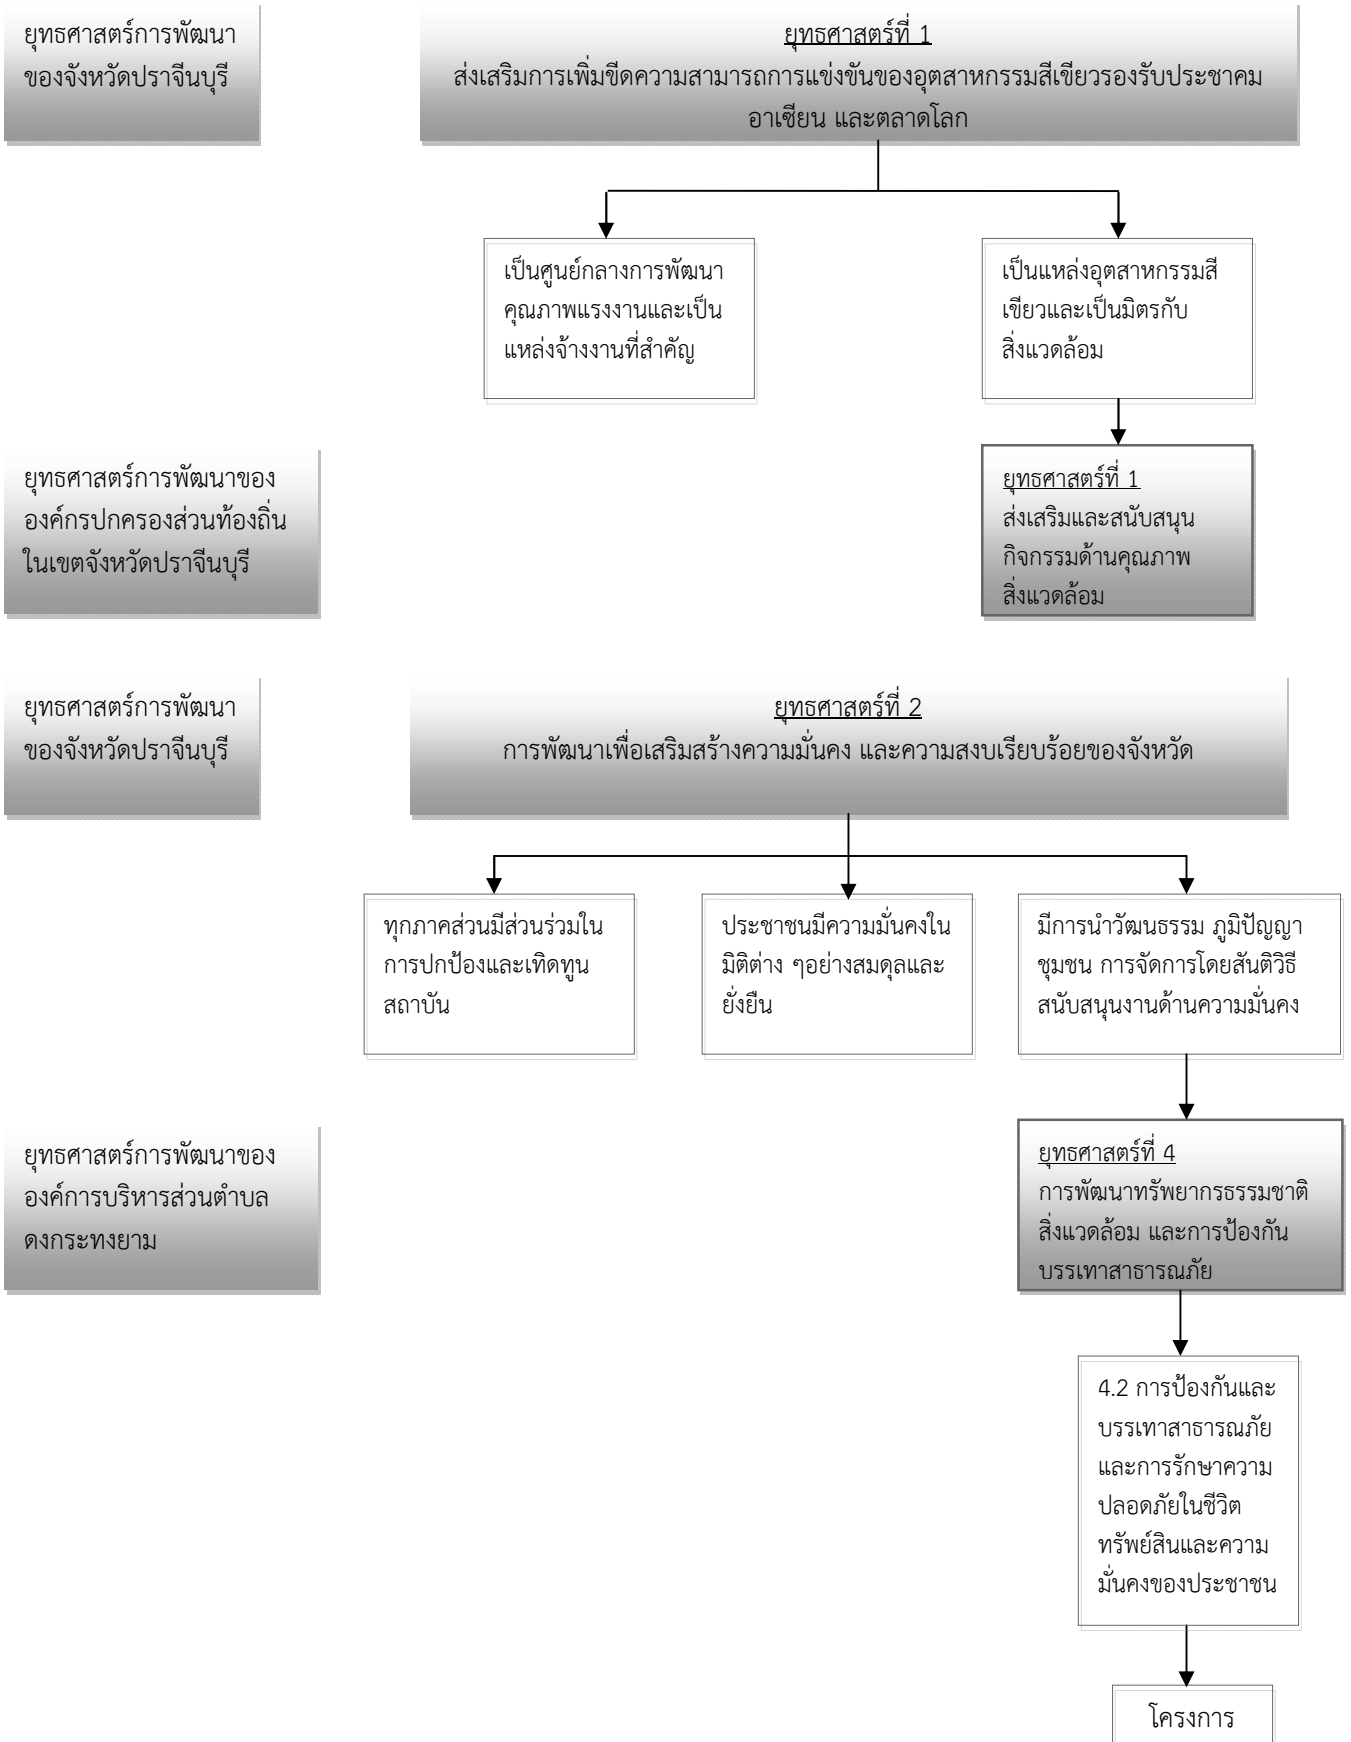 ยุทธศาสตร์การพัฒนา
ของจังหวัดปราจีนบุรี
ยุทธศาสตร์ที่ 1
ส่งเสริมการเพิ่มขีดความสามารถการแข่งขันของอุตสาหกรรมสีเขียวรองรับประชาคม
อาเซียน และตลาดโลก
เป็นศูนย์กลางการพัฒนา
คุณภาพแรงงานและเป็น
แหล่งจ้างงานที่สำคัญ
เป็นแหล่งอุตสาหกรรมสี
เขียวและเป็นมิตรกับ
สิ่งแวดล้อม
ยุทธศาสตร์การพัฒนาของ
องค์กรปกครองส่วนท้องถิ่น
ในเขตจังหวัดปราจีนบุรี
ยุทธศาสตร์ที่ 1
ส่งเสริมและสนับสนุน
กิจกรรมด้านคุณภาพ
สิ่งแวดล้อม
ยุทธศาสตร์การพัฒนา
ของจังหวัดปราจีนบุรี
ยุทธศาสตร์ที่ 2
การพัฒนาเพื่อเสริมสร้างความมั่นคง และความสงบเรียบร้อยของจังหวัด
ทุกภาคส่วนมีส่วนร่วมใน
การปกป้องและเทิดทูน
สถาบัน
ประชาชนมีความมั่นคงใน
มิติต่าง ๆอย่างสมดุลและ
ยั่งยืน
มีการนำวัฒนธรรม ภูมิปัญญา
ชุมชน การจัดการโดยสันติวิธี
สนับสนุนงานด้านความมั่นคง
ยุทธศาสตร์การพัฒนาของ
องค์การบริหารส่วนตำบล
ดงกระทงยาม
ยุทธศาสตร์ที่ 4
การพัฒนาทรัพยากรธรรมชาติ
สิ่งแวดล้อม และการป้องกัน
บรรเทาสาธารณภัย
4.2 การป้องกันและ
บรรเทาสาธารณภัย
และการรักษาความ
ปลอดภัยในชีวิต
ทรัพย์สินและความ
มั่นคงของประชาชน
โครงการ